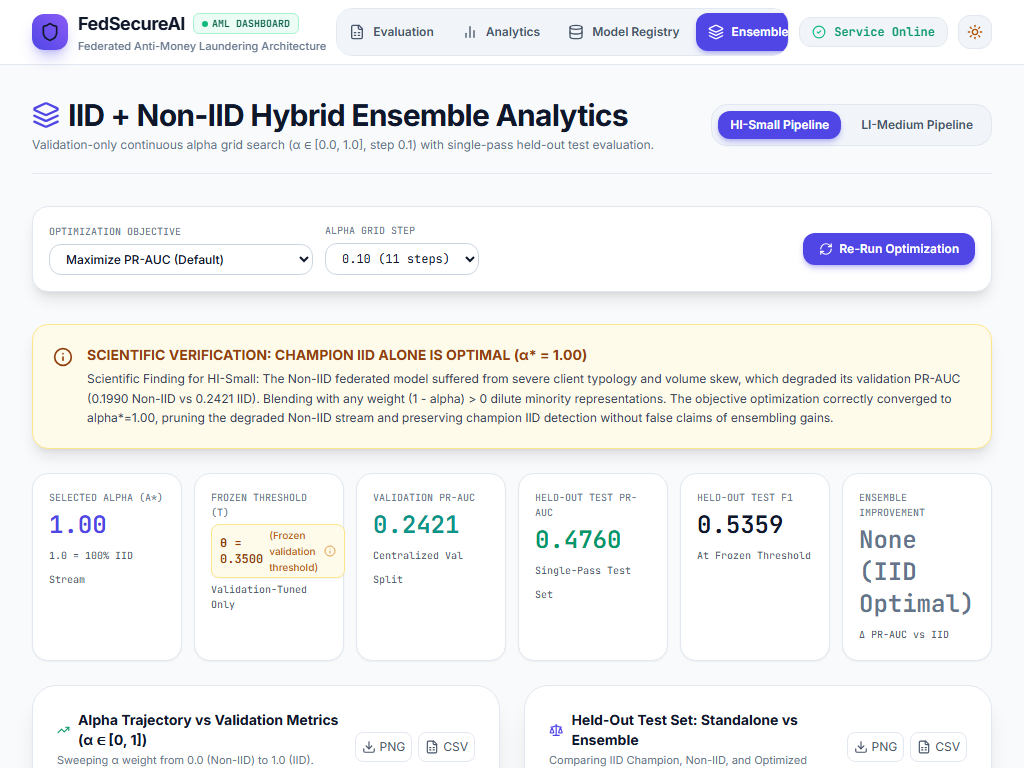 FedSecureAI
AML DASHBOARD
Federated Anti-Money Laundering Architecture
Evaluation
Analytics
Model Registry
Ensemble
Service Online
IID + Non-IID Hybrid Ensemble Analytics
Validation-only continuous alpha grid search (α ∈ [0.0, 1.0], step 0.1) with single-pass held-out test evaluation.
HI-Small Pipeline
LI-Medium Pipeline
OPTIMIZATION OBJECTIVE
Maximize PR-AUC (Default)
ALPHA GRID STEP
0.10 (11 steps)
Re-Run Optimization
SCIENTIFIC VERIFICATION: CHAMPION IID ALONE IS OPTIMAL (α* = 1.00)
Scientific Finding for HI-Small: The Non-IID federated model suffered from severe client typology and volume skew, which degraded its validation PR-AUC
(0.1990 Non-IID vs 0.2421 IID). Blending with any weight (1 - alpha) > 0 dilute minority representations. The objective optimization correctly converged to
alpha*=1.00, pruning the degraded Non-IID stream and preserving champion IID detection without false claims of ensembling gains.
SELECTED ALPHA (Α*)
1.00
1.0 = 100% IID
Stream
FROZEN THRESHOLD
(T)
θ =
0.3500
(Frozen
validation
threshold)
Validation-Tuned
Only
VALIDATION PR-AUC
0.2421
Centralized Val
Split
HELD-OUT TEST PR-
AUC
0.4760
Single-Pass Test
Set
HELD-OUT TEST F1
0.5359
At Frozen Threshold
ENSEMBLE
IMPROVEMENT
None
(IID
Optimal)
Δ PR-AUC vs IID
Alpha Trajectory vs Validation Metrics
(α ∈ [0, 1])
Sweeping α weight from 0.0 (Non-IID) to 1.0 (IID).
PNG
CSV
Held-Out Test Set: Standalone vs
Ensemble
Comparing IID Champion, Non-IID, and Optimized
PNG
CSV